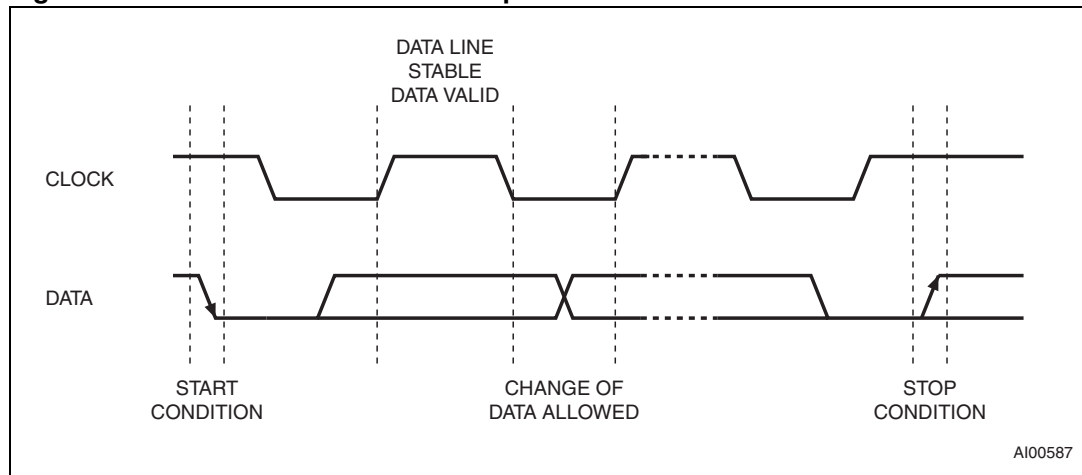 DATA LINE
STABLE
DATA VALID
CLOCK
DATA
START
CONDITION
CHANGE OF
DATA ALLOWED
STOP
CONDITION
AI00587